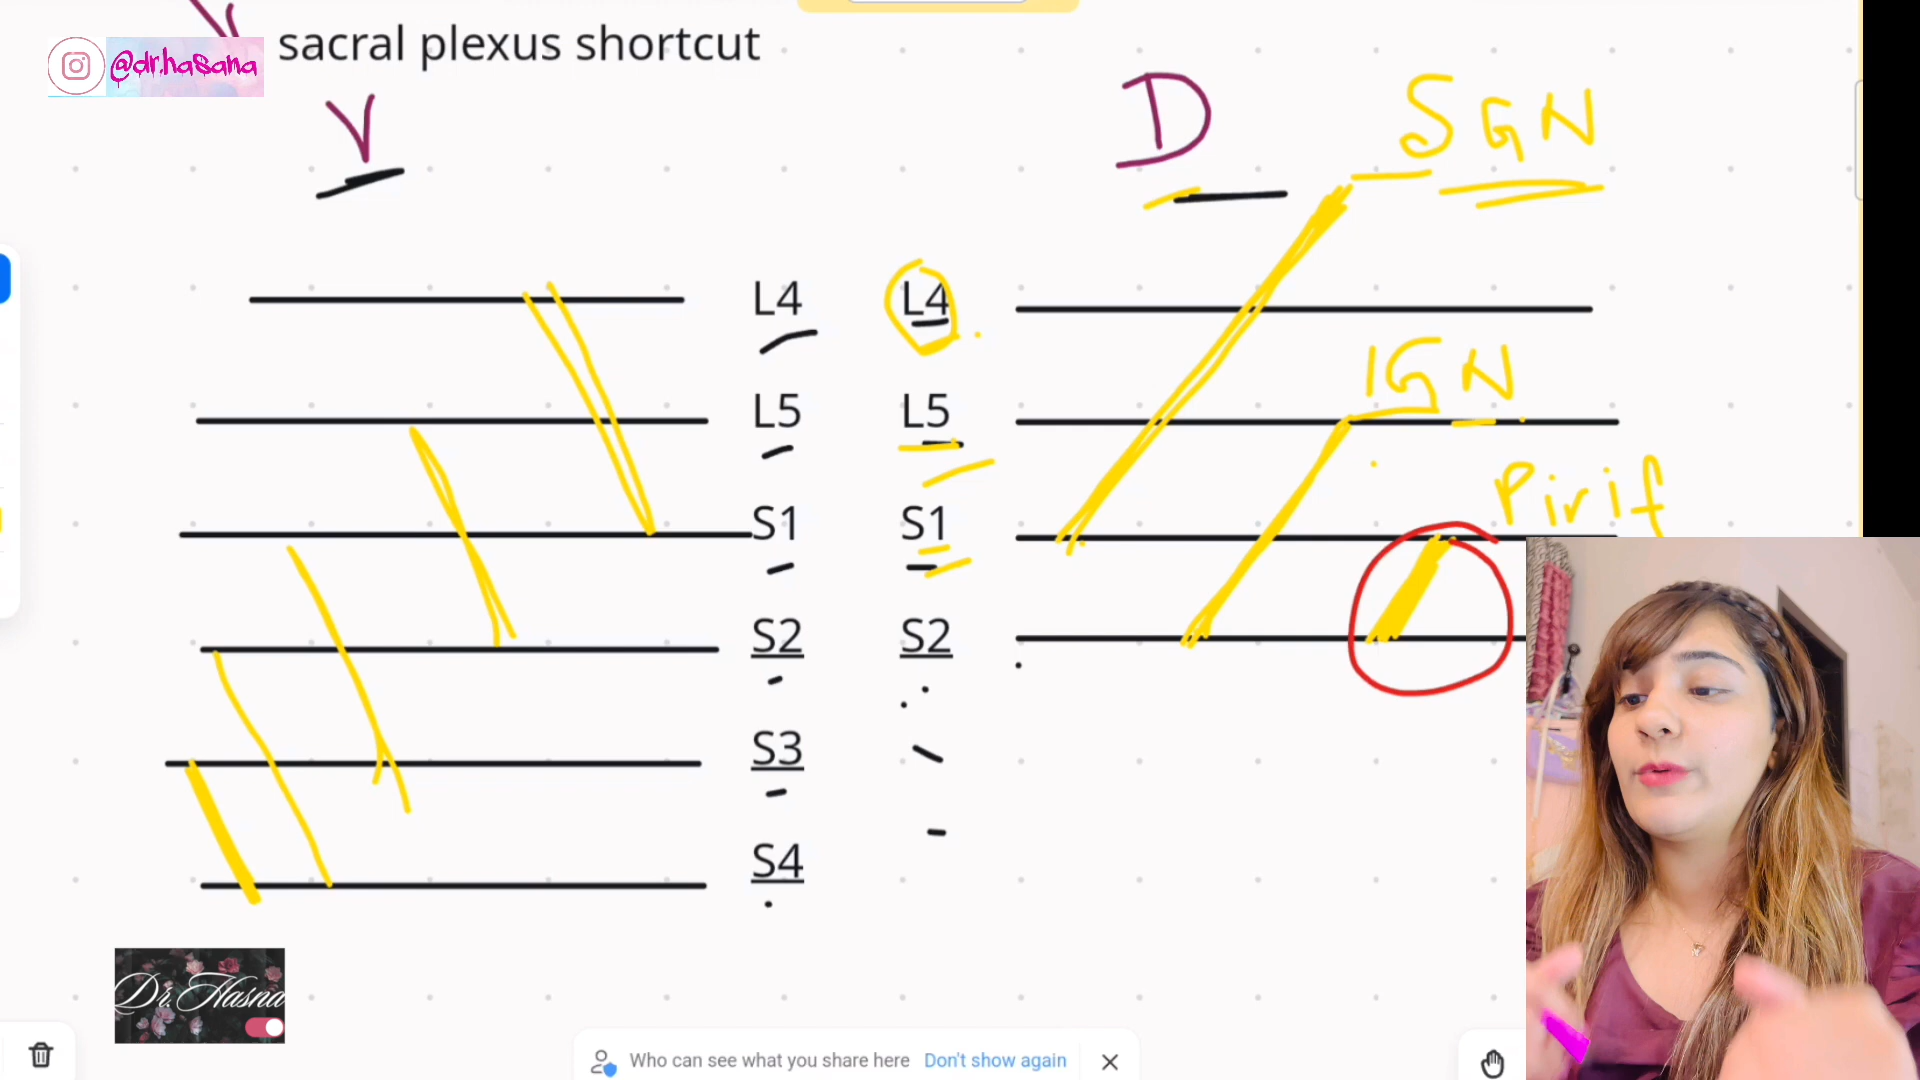 @dr.hasana
sacral plexus shortcut
V
D
SGN
L4
L4
IGN
L5
L5
Pirif
S1
S1
S2
S2
S3
S4
Dr. Hasna
Who can see what you share here Don't show again